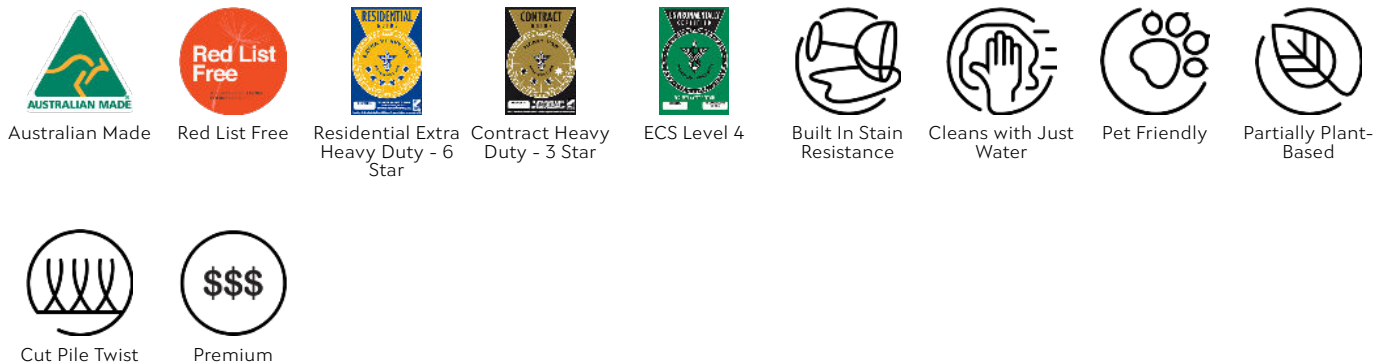 AUSTRALIAN MADE
Red List
Free
RESIDENTIAL
CONTRACT
Australian Made
Red List Free
Residential Extra
Heavy Duty - 6
Star
Contract Heavy
Duty - 3 Star
ECS Level 4
Built In Stain
Resistance
Cleans with Just
Water
Pet Friendly
Partially Plant-
Based
$$$
Cut Pile Twist
Premium